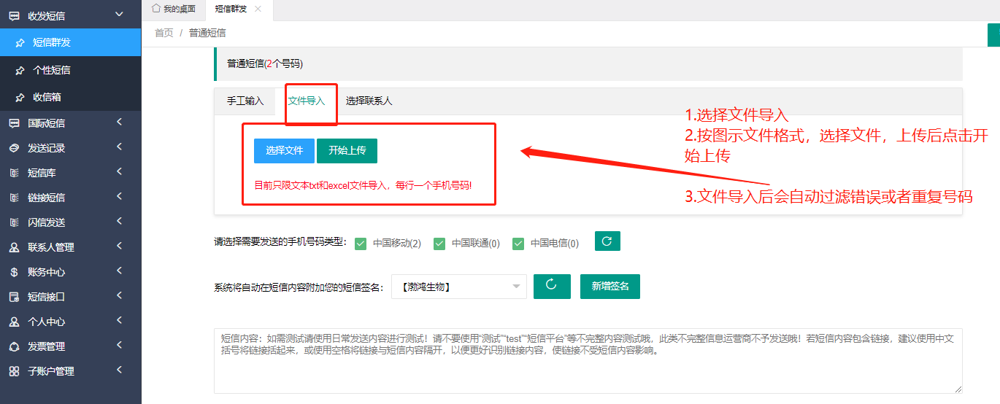 收发短信
短信群发
个性短信
收信箱
国际短信
发送记录
短信库
链接短信
闪信发送
联系人管理
账务中心
短信接口
个人中心
发票管理
子账户管理
我的桌面 短信群发
首页 / 普通短信
普通短信(2个号码)
手工输入 文件导入 选择联系人
选择文件 开始上传
目前只限文本txt和excel文件导入，每行一个手机号码!
1.选择文件导入
2.按图示文件格式，选择文件，上传后点击开
始上传
3.文件导入后会自动过滤错误或者重复号码
请选择需要发送的手机号码类型： 中国移动(2) 中国联通(0) 中国电信(0)
系统将自动在短信内容附加您的短信签名： 【渤鸿生物】 新增签名
短信内容：如需测试请使用日常发送内容进行测试！请不要使用“测试”“test”“短信平台”等不完整内容测试哦，此类不完整信息运营商不予发送哦！若短信内容包含链接，建议使用中文
括号将链接括起来，或使用空格将链接与短信内容隔开，以便更好识别链接内容，使链接不受短信内容影响。